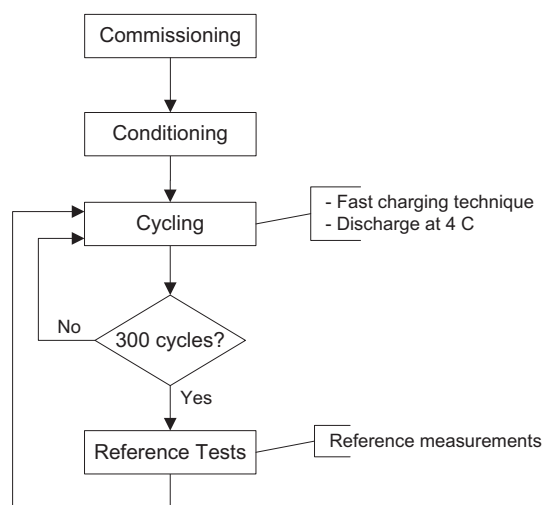 Commissioning
Conditioning
Cycling
- Fast charging technique
- Discharge at 4 C
300 cycles?
No
Yes
Reference Tests
Reference measurements